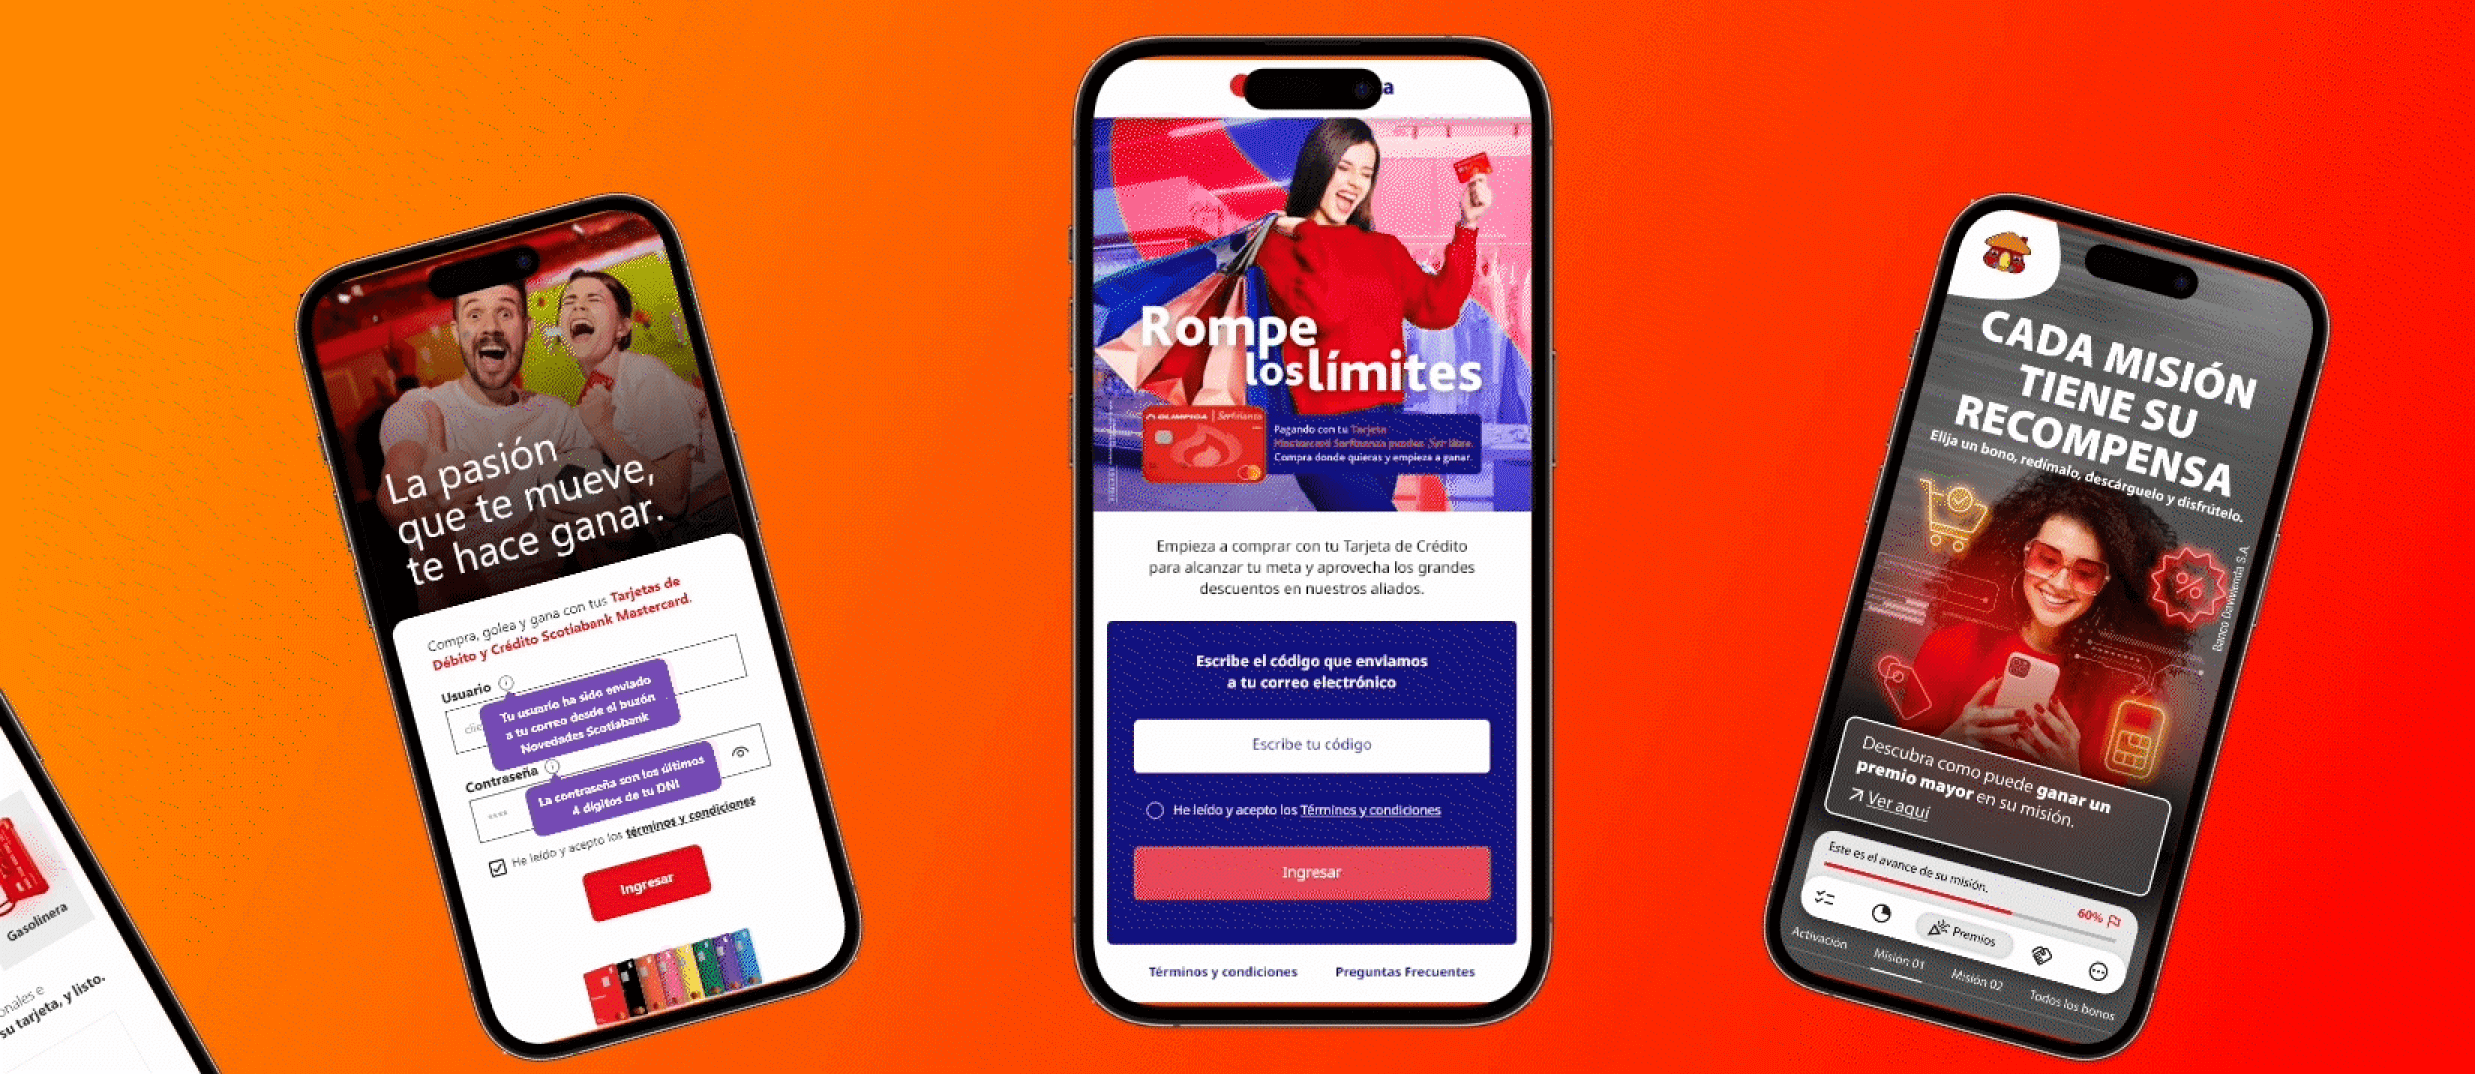 Gasolinera
onales e
su tarjeta, y listo.
La pasión
que te mueve,
te hace ganar.
Compra, golea y gana con tus Tarjetas de
Débito y Crédito Scotiabank Mastercard.
Usuario
Tu usuario ha sido enviado
a tu correo desde el buzón
Novedades Scotiabank
Contraseña
La contraseña son los últimos
4 dígitos de tu DNI
****
He leído y acepto los términos y condiciones
Ingresar
a
Rompe
los límites
OLIMPICA | Serfinanza
Pagando con tu Tarjeta
Mastercard Serfinanza puedes
Compra donde quieras y empieza a ganar.
Empieza a comprar con tu Tarjeta de Crédito
para alcanzar tu meta y aprovecha los grandes
descuentos en nuestros aliados.
Escribe el código que enviamos
a tu correo electrónico
Escribe tu código
He leído y acepto los Términos y condiciones
Ingresar
Términos y condiciones
Preguntas Frecuentes
CADA MISIÓN
TIENE SU
RECOMPENSA
Elija un bono, redímalo, descárguelo y disfrútelo.
Banco Davivienda S.A.
Descubra como puede ganar un
premio mayor en su misión.
Ver aquí
Este es el avance de su misión.
60%
Premios
Activación
Misión 01
Misión 02
Todos los bonos